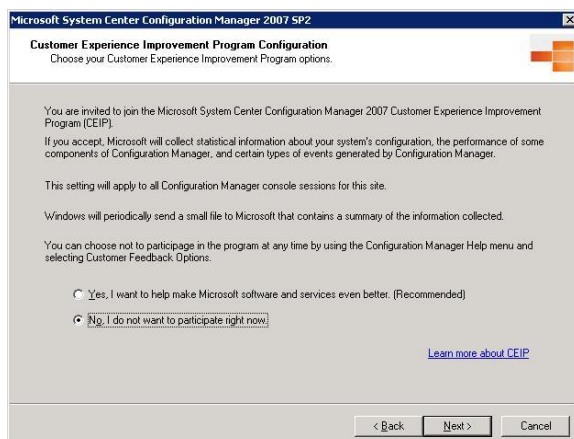 Microsoft System Center Configuration Manager 2007 SP2
Customer Experience Improvement Program Configuration
Choose your Customer Experience Improvement Program options.
You are invited to join the Microsoft System Center Configuration Manager 2007 Customer Experience Improvement
Program (CEIP).
If you accept, Microsoft will collect statistical information about your system's configuration, the performance of some
components of Configuration Manager, and certain types of events generated by Configuration Manager.
This setting will apply to all Configuration Manager console sessions for this site.
Windows will periodically send a small file to Microsoft that contains a summary of the information collected.
You can choose not to participage in the program at any time by using the Configuration Manager Help menu and
selecting Customer Feedback Options.
Yes, I want to help make Microsoft software and services even better. (Recommended)
No, I do not want to participate right now.
Learn more about CEIP
< Back Next > Cancel